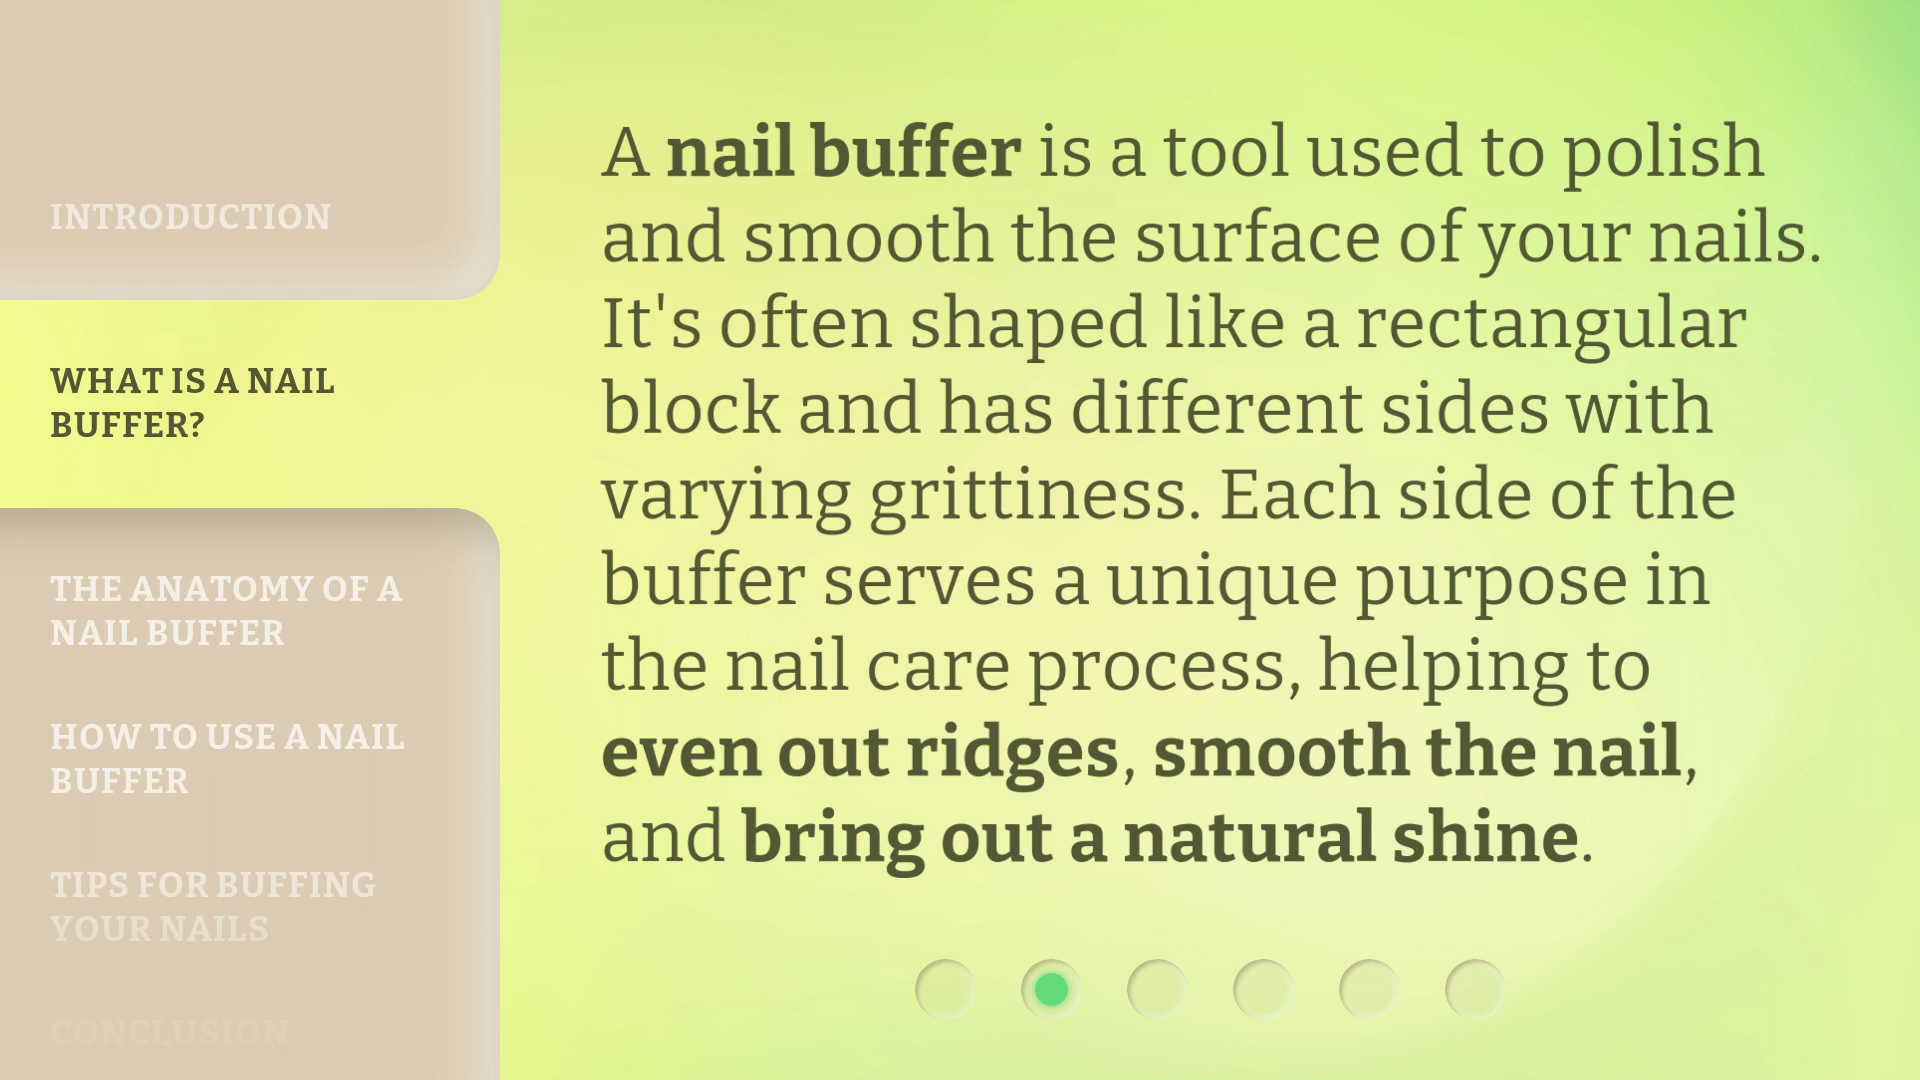 INTRODUCTION
WHAT IS A NAIL
BUFFER?
THE ANATOMY OF A
NAIL BUFFER
HOW TO USE A NAIL
BUFFER
TIPS FOR BUFFING
YOUR NAILS
CONCLUSION
A nail buffer is a tool used to polish
and smooth the surface of your nails.
It's often shaped like a rectangular
block and has different sides with
varying grittiness. Each side of the
buffer serves a unique purpose in
the nail care process, helping to
even out ridges, smooth the nail,
and bring out a natural shine.